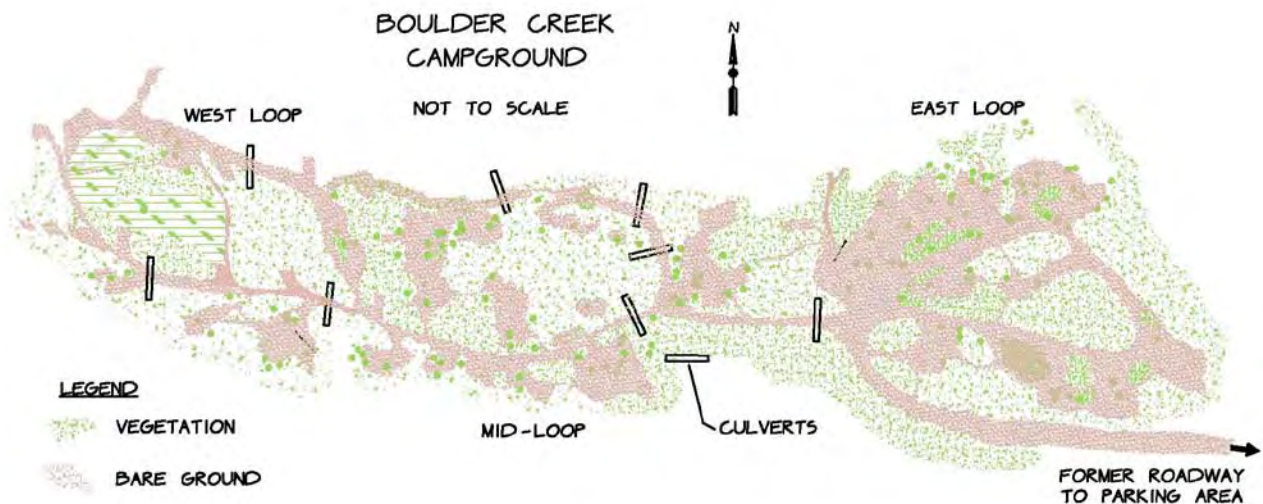 BOULDER CREEK
CAMPGROUND
NOT TO SCALE
N
WEST LOOP
EAST LOOP
LEGEND
VEGETATION
BARE GROUND
MID-LOOP
CULVERTS
FORMER ROADWAY
TO PARKING AREA